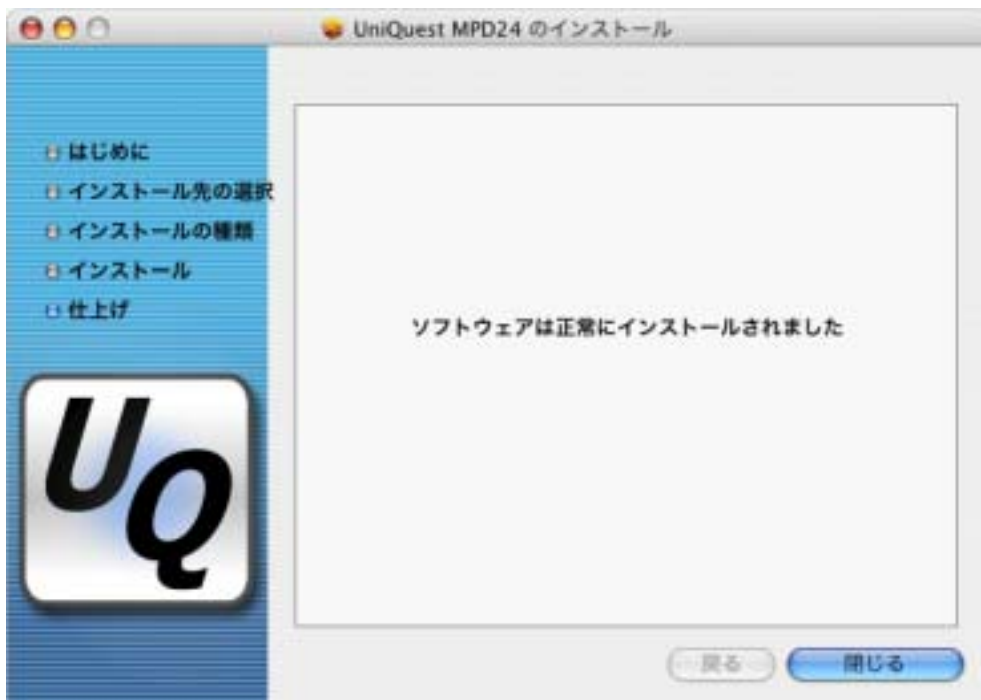 UniQuest MPD24 のインストール
はじめに
インストール先の選択
インストールの種類
インストール
仕上げ
ソフトウェアは正常にインストールされました
UQ
戻る
閉じる